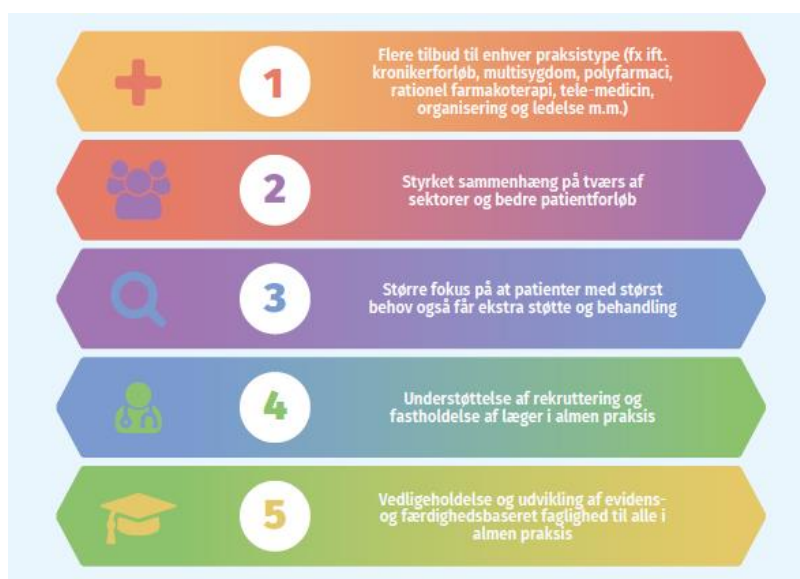 1
Flere tilbud til enhver praksistype (fx ift.
kronikerforløb, multisygdom, polyfarmaci,
rationel farmakoterapi, tele-medicin,
organisering og ledelse m.m.)
2
Styrket sammenhæng på tværs af
sektorer og bedre patientforløb
3
Større fokus på at patienter med størst
behov også får ekstra støtte og behandling
4
Understøttelse af rekruttering og
fastholdelse af læger i almen praksis
5
Vedligeholdelse og udvikling af evidens-
og færdighedsbaseret faglighed til alle i
almen praksis